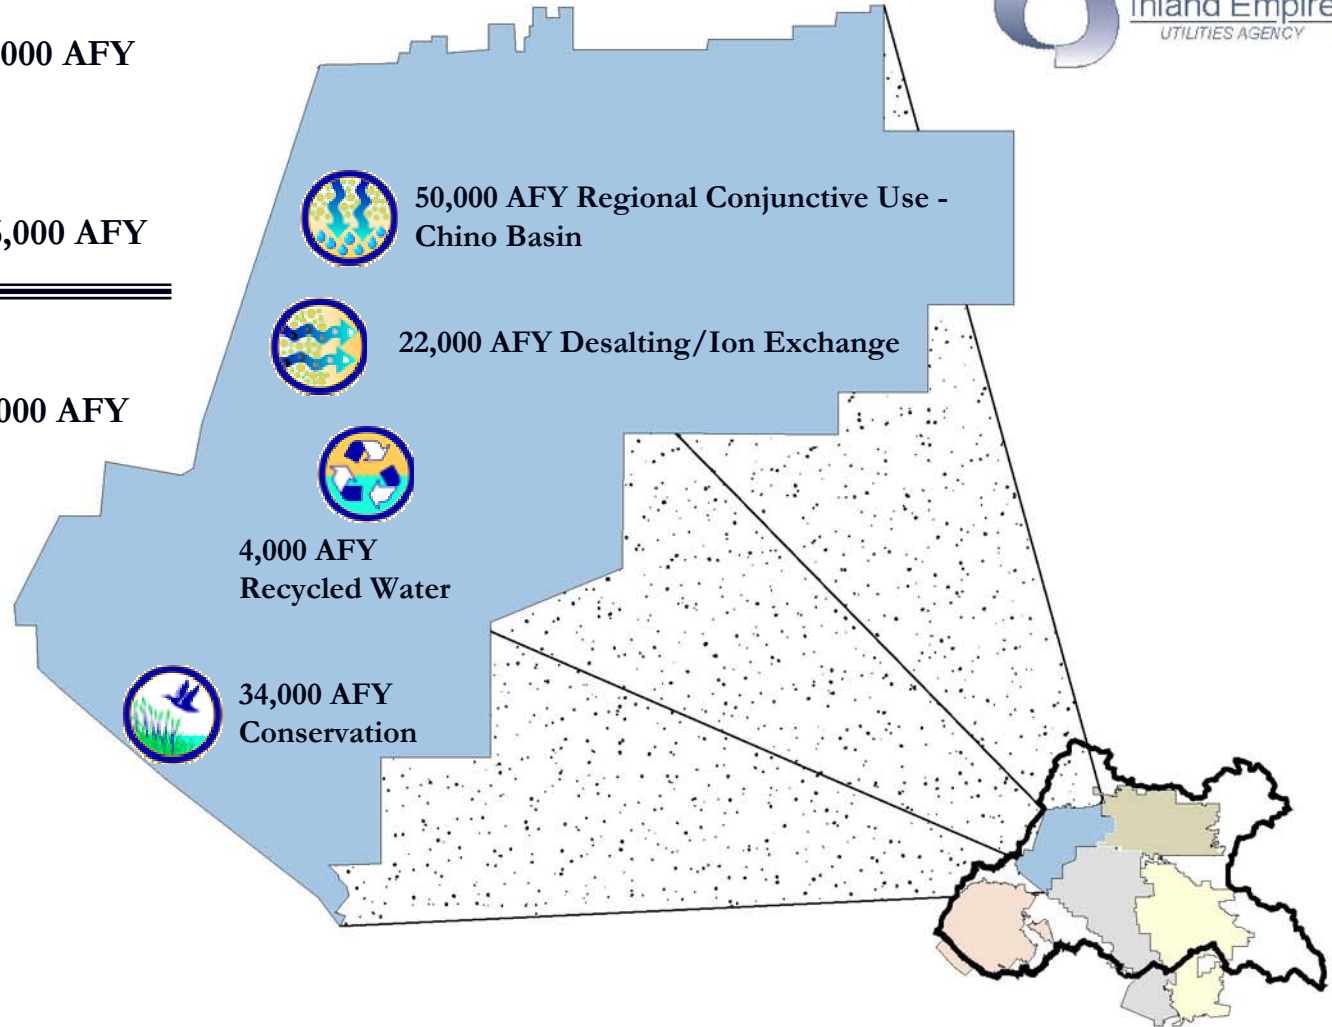 Inland Empire
UTILITIES AGENCY
000 AFY
,000 AFY
000 AFY
50,000 AFY Regional Conjunctive Use -
Chino Basin
22,000 AFY Desalting/Ion Exchange
4,000 AFY
Recycled Water
34,000 AFY
Conservation